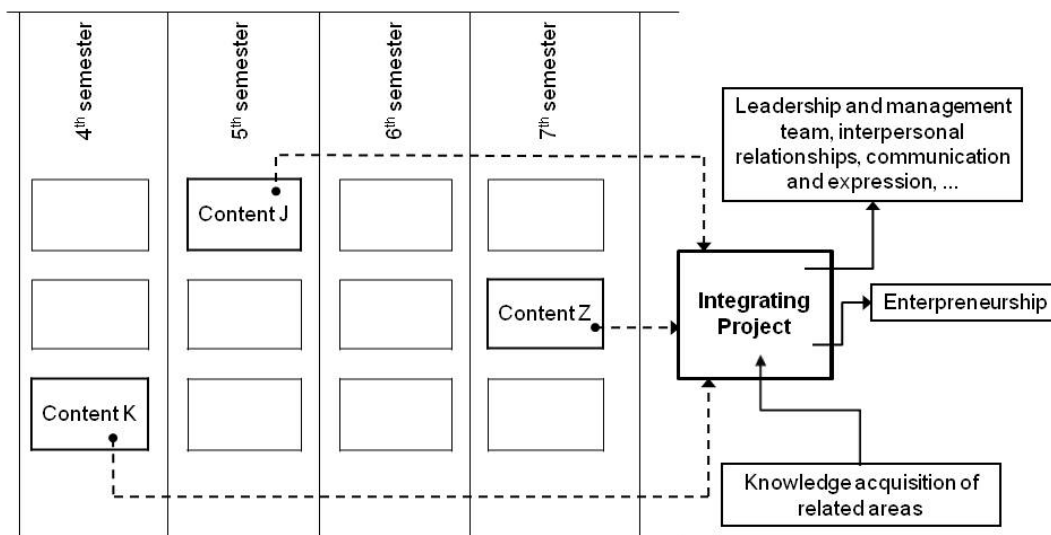 4th semester
5th semester
6th semester
7th semester
Leadership and management
team, interpersonal
relationships, communication
and expression, ...
Content J
Content Z
Integrating
Project
Enterpreneurship
Content K
Knowledge acquisition of
related areas